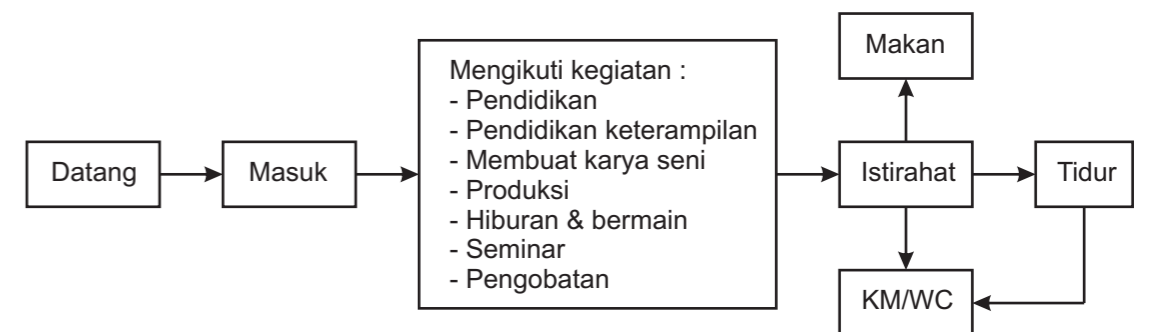 Datang
Masuk
Mengikuti kegiatan :
- Pendidikan
- Pendidikan keterampilan
- Membuat karya seni
- Produksi
- Hiburan & bermain
- Seminar
- Pengobatan
Makan
Istirahat
Tidur
KM/WC